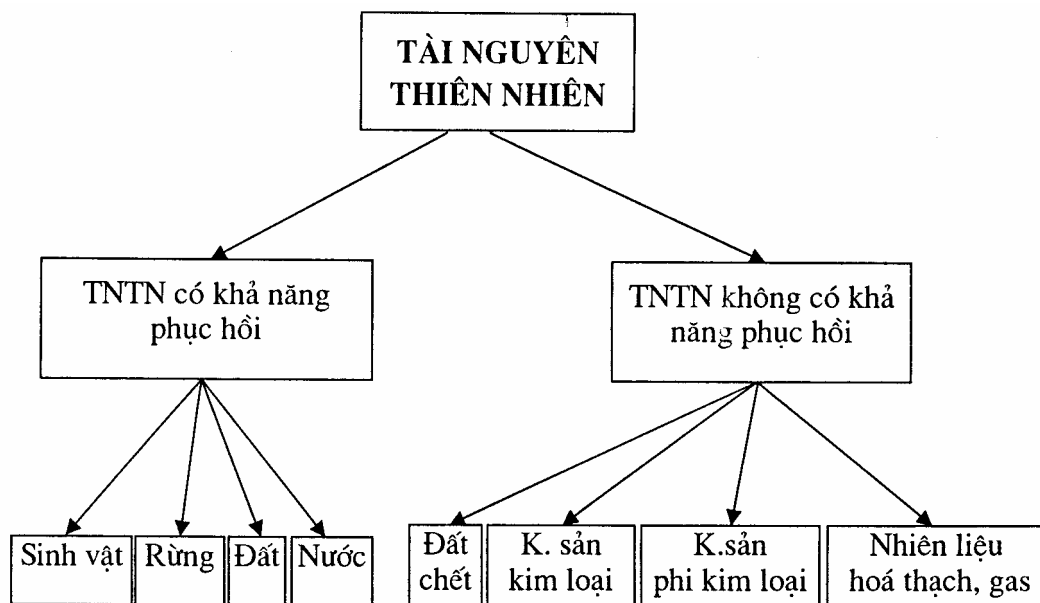 TÀI NGUYÊN
THIÊN NHIÊN
TNTN có khả năng
phục hồi
TNTN không có khả
năng phục hồi
Sinh vật
Rừng
Đất
Nước
Đất
chết
K. sản
kim loại
K.sản
phi kim loại
Nhiên liệu
hoá thạch, gas